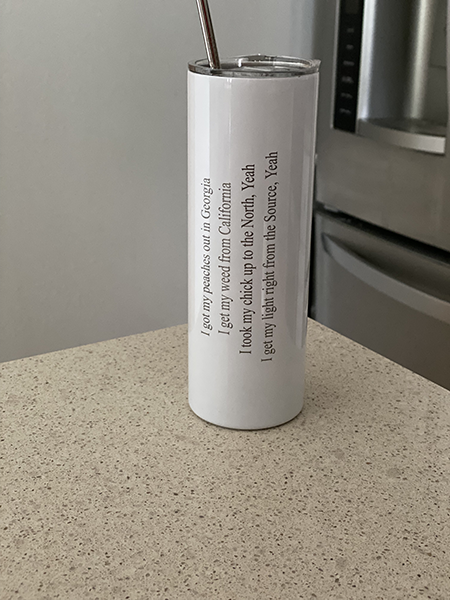 I got my peaches out in Georgia
I get my weed from California
I took my chick up to the North, Yeah
I get my light right from the Source, Yeah